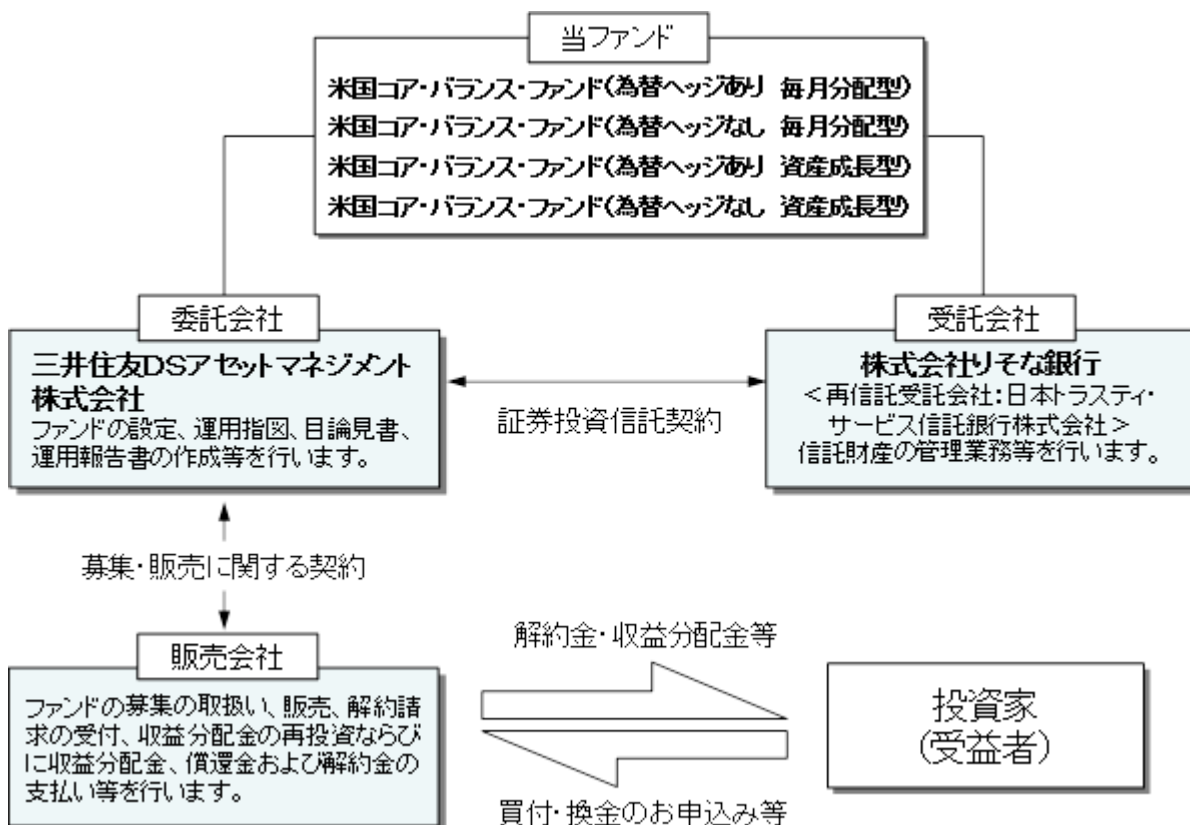 当ファンド
米国コア・バランス・ファンド(為替ヘッジあり 毎月分配型)
米国コア・バランス・ファンド(為替ヘッジなし 毎月分配型)
米国コア・バランス・ファンド(為替ヘッジあり 資産成長型)
米国コア・バランス・ファンド(為替ヘッジなし 資産成長型)
委託会社
三井住友DSアセットマネジメント
株式会社
ファンドの設定、運用指図、目論見書、
運用報告書の作成等を行います。
証券投資信託契約
受託会社
株式会社りそな銀行
＜再信託受託会社：日本トラスティ・
サービス信託銀行株式会社＞
信託財産の管理業務等を行います。
募集・販売に関する契約
販売会社
ファンドの募集の取扱い、販売、解約請
求の受付、収益分配金の再投資ならび
に収益分配金、償還金および解約金の
支払い等を行います。
解約金・収益分配金等
買付・換金のお申込み等
投資家
(受益者)